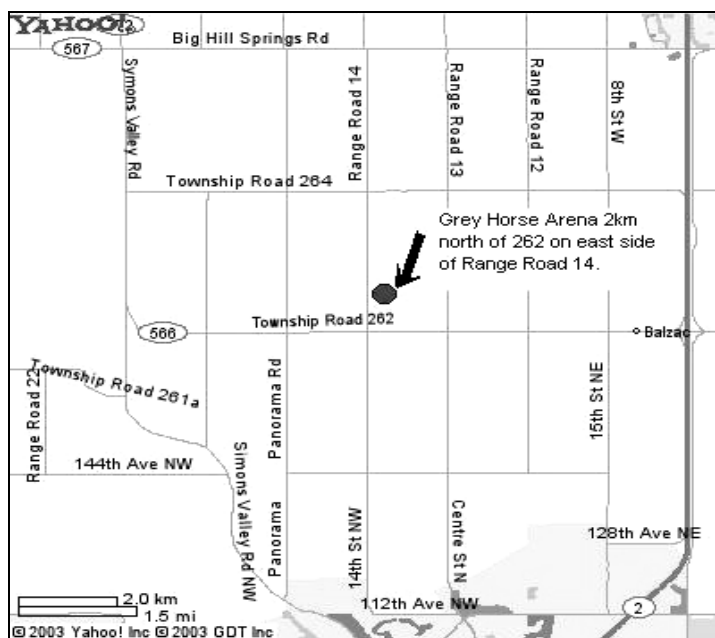 YAHOO!
2
567
Big Hill Springs Rd
Symons Valley Rd
Range Road 14
Range Road 13
Range Road 12
8th St W
Township Road 264
Grey Horse Arena 2km
north of 262 on east side
of Range Road 14.
566
Township Road 262
Balzac
Range Road 22
Township Road 261a
Panorama Rd
15th St NE
144th Ave NW
Simons Valley Rd NW
Panorama
14th St NW
Centre St N
128th Ave NE
2.0 km
1.5 mi
112th Ave NW
2
© 2003 Yahoo! Inc © 2003 GDT Inc